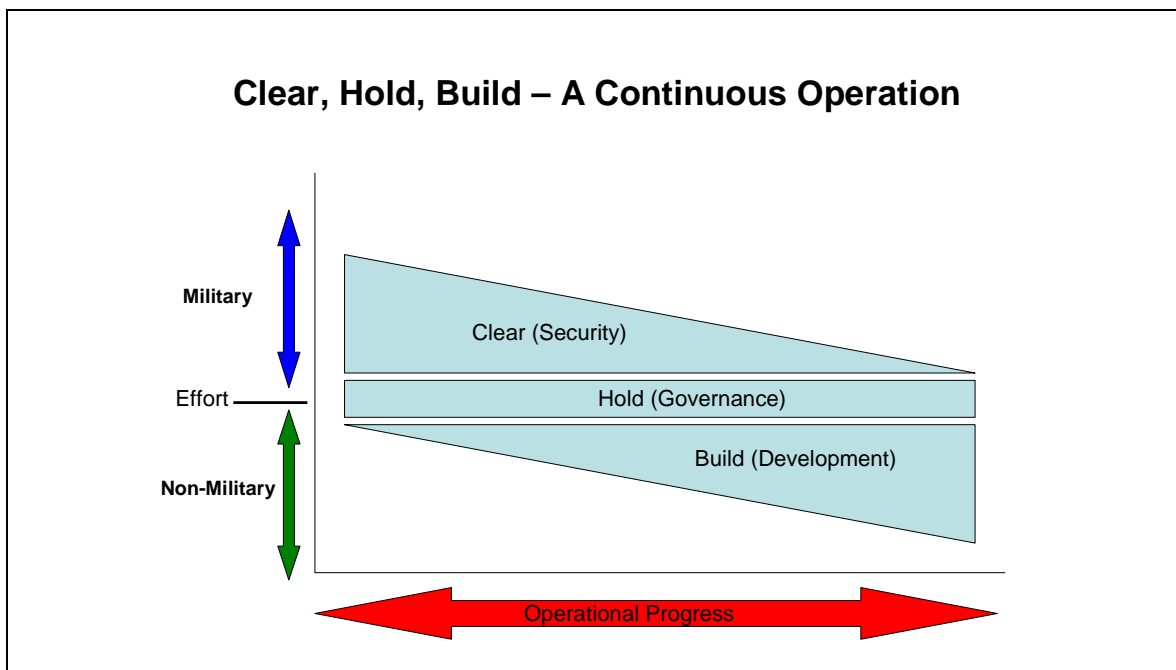 Clear, Hold, Build – A Continuous Operation
Military
Clear (Security)
Effort
Hold (Governance)
Build (Development)
Non-Military
Operational Progress